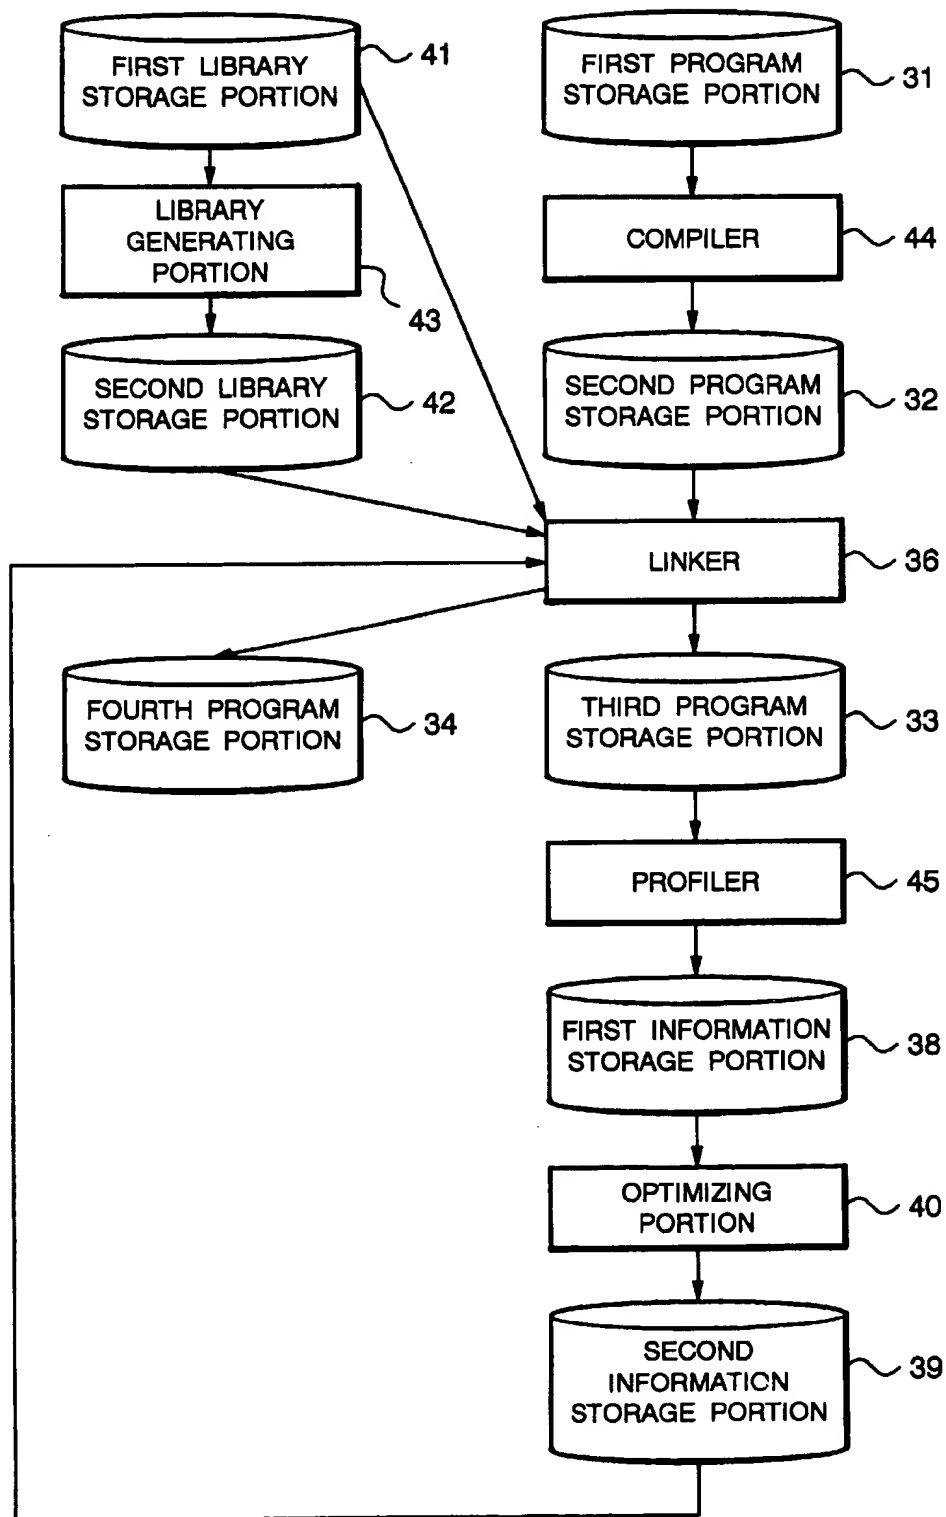 FIRST LIBRARY
STORAGE PORTION
41
FIRST PROGRAM
STORAGE PORTION
31
LIBRARY
GENERATING
PORTION
43
COMPILER
44
SECOND LIBRARY
STORAGE PORTION
42
SECOND PROGRAM
STORAGE PORTION
32
LINKER
36
FOURTH PROGRAM
STORAGE PORTION
34
THIRD PROGRAM
STORAGE PORTION
33
PROFILER
45
FIRST INFORMATION
STORAGE PORTION
38
OPTIMIZING
PORTION
40
SECOND
INFORMATION
STORAGE PORTION
39